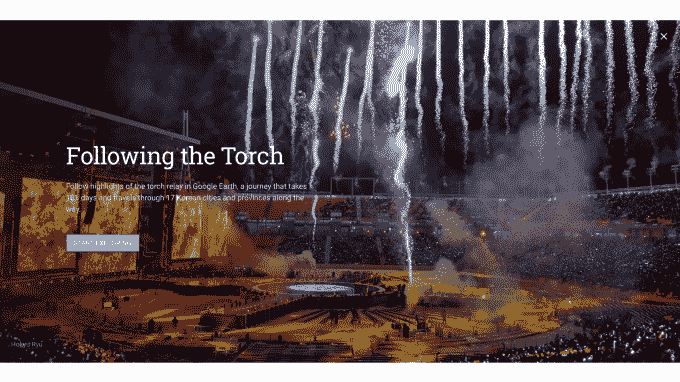 Following the Torch
Follow highlights of the torch relay in Google Earth, a journey that takes
101 days and travels through 17 Korean cities and provinces along the
way.
START EXPLORING
Howard Ryu